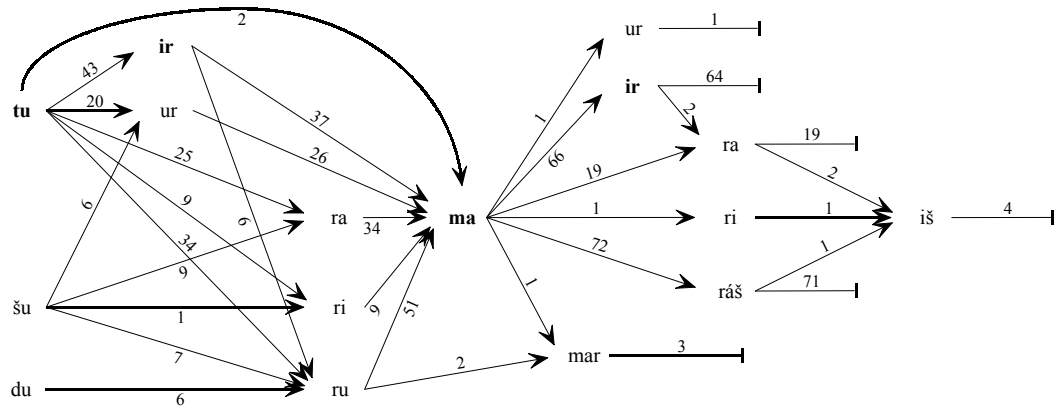 2
ur 1
ir 43 ir 64
tu 20 ur 37 1 2
26 66 ra 19
25 19 2
6 9 ra 34 ma 1 ri 1 iš 4
34 6 72 1
9 ráš 71
šu 1 ri 9 51 1
7 2 mar 3
du 6 ru